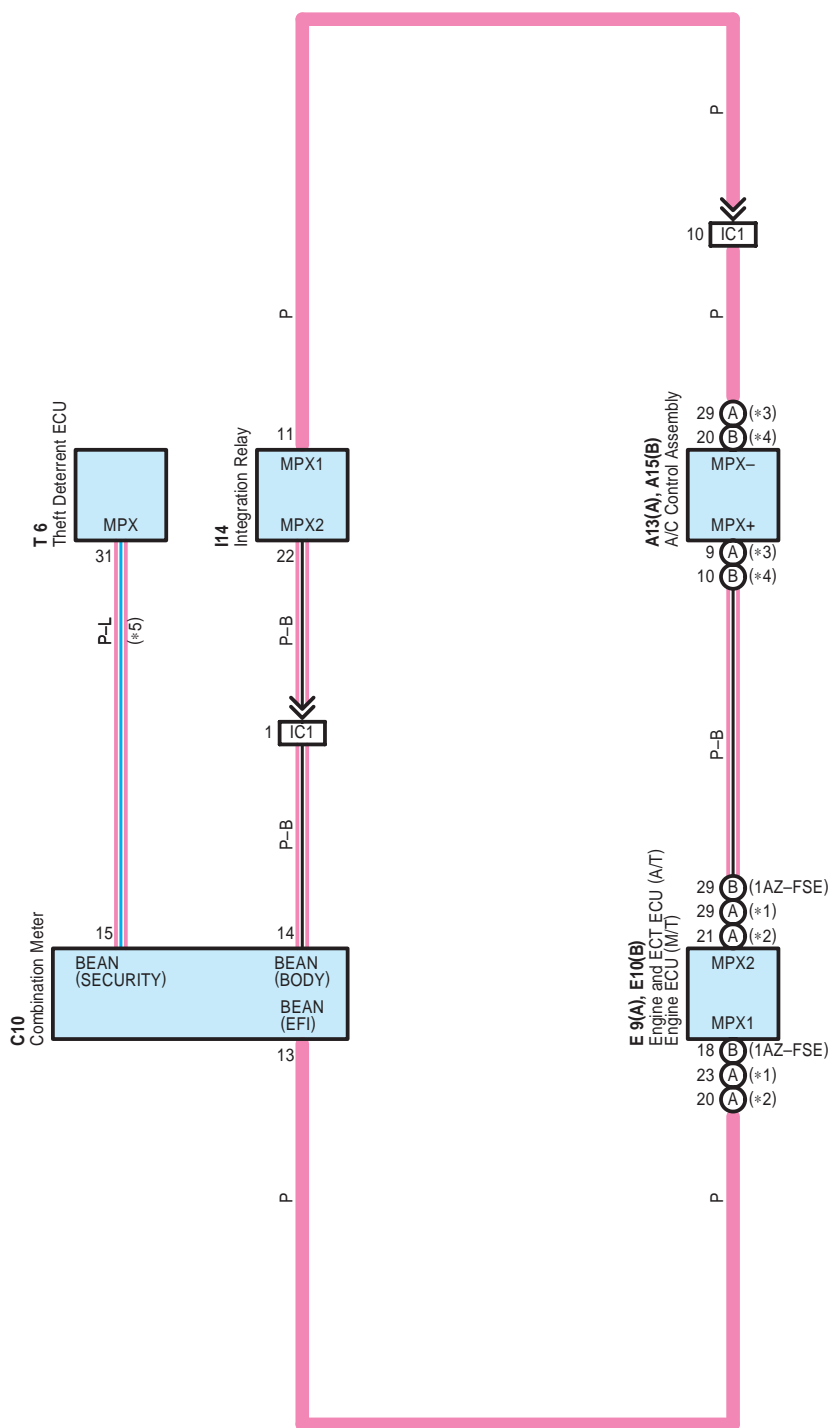 P
10 IC1
P
P
29 A (*3)
20 B (*4)
A13(A), A15(B)
A/C Control Assembly
MPX–
MPX+
9 A (*3)
10 B (*4)
T 6
Theft Deterrent ECU
MPX
31
11
I14
Integration Relay
MPX1
MPX2
22
P–L
(*5)
P–B
1 IC1
P–B
P–B
29 B (1AZ–FSE)
29 A (*1)
21 A (*2)
E 9(A), E10(B)
Engine and ECT ECU (A/T)
Engine ECU (M/T)
MPX2
MPX1
18 B (1AZ–FSE)
23 A (*1)
20 A (*2)
15
14
C10
Combination Meter
BEAN
(SECURITY)
BEAN
(BODY)
BEAN
(EFI)
13
P
P